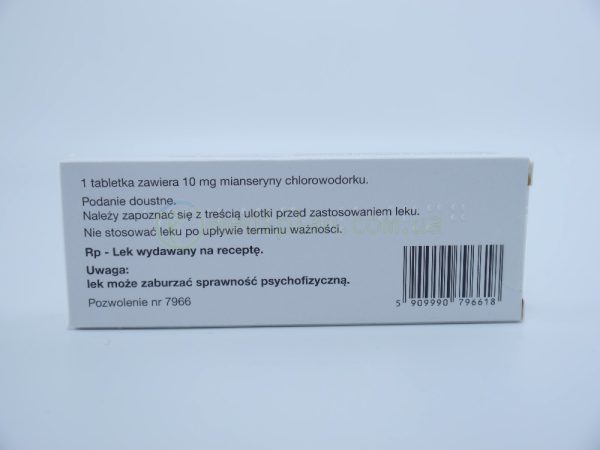 1 tabletka zawiera 10 mg mianseryny chlorowodorku.
Podanie doustne.
Należy zapoznać się z treścią ulotki przed zastosowaniem leku.
Nie stosować leku po upływie terminu ważności.
Rp - Lek wydawany na receptę.
Uwaga:
lek może zaburzać sprawność psychofizyczną.
Pozwolenie nr 7966
5 909990 796618